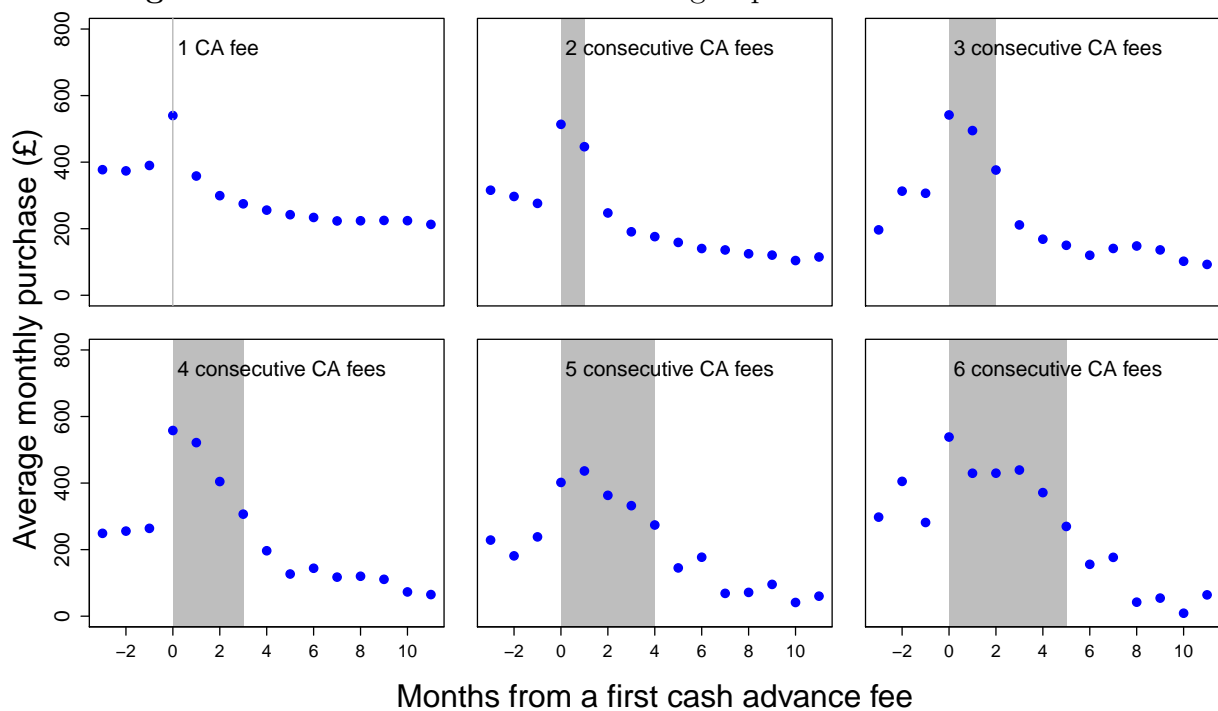 1 CA fee
2 consecutive CA fees
3 consecutive CA fees
800
600
400
200
0
Average monthly purchase (£)
4 consecutive CA fees
5 consecutive CA fees
6 consecutive CA fees
800
600
400
200
0
−2 0 2 4 6 8 10
−2 0 2 4 6 8 10
−2 0 2 4 6 8 10
Months from a first cash advance fee